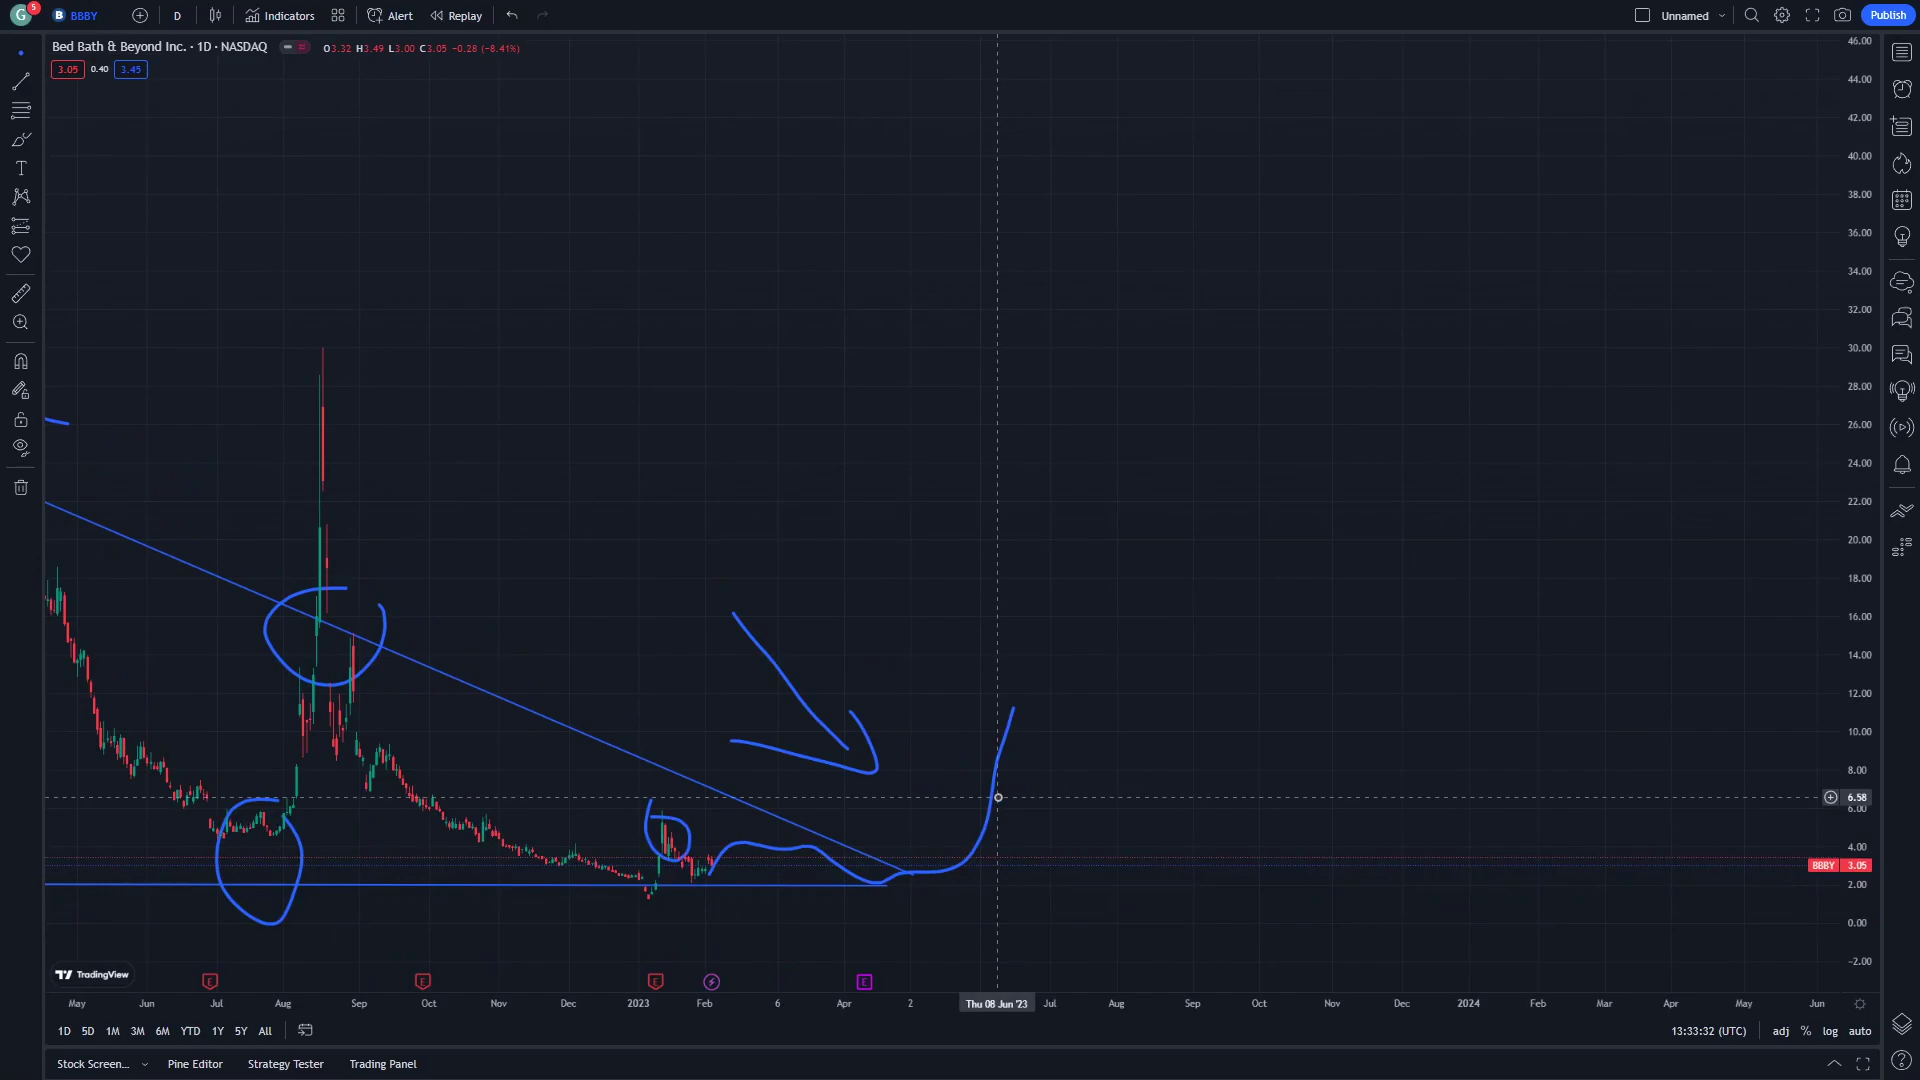 G 5 B BBBY D Indicators Alert Replay Unnamed Publish
Bed Bath & Beyond Inc. · 1D · NASDAQ O3.32 H3.49 L3.00 C3.05 −0.28 (−8.41%)
3.05 0.40 3.45
46.00
44.00
42.00
40.00
38.00
36.00
34.00
32.00
30.00
28.00
26.00
24.00
22.00
20.00
18.00
16.00
14.00
12.00
10.00
8.00
6.58
6.00
4.00
BBBY 3.05
2.00
0.00
−2.00
TradingView
E E E E
May Jun Jul Aug Sep Oct Nov Dec 2023 Feb 6 Apr 2 Thu 08 Jun '23 Jul Aug Sep Oct Nov Dec 2024 Feb Mar Apr May Jun
1D 5D 1M 3M 6M YTD 1Y 5Y All 13:33:32 (UTC) adj % log auto
Stock Screen... Pine Editor Strategy Tester Trading Panel